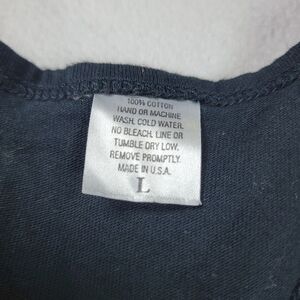 100% COTTON
HAND OR MACHINE
WASH. COLD WATER.
NO BLEACH. LINE OR
TUMBLE DRY LOW.
REMOVE PROMPTLY.
MADE IN U.S.A.
L